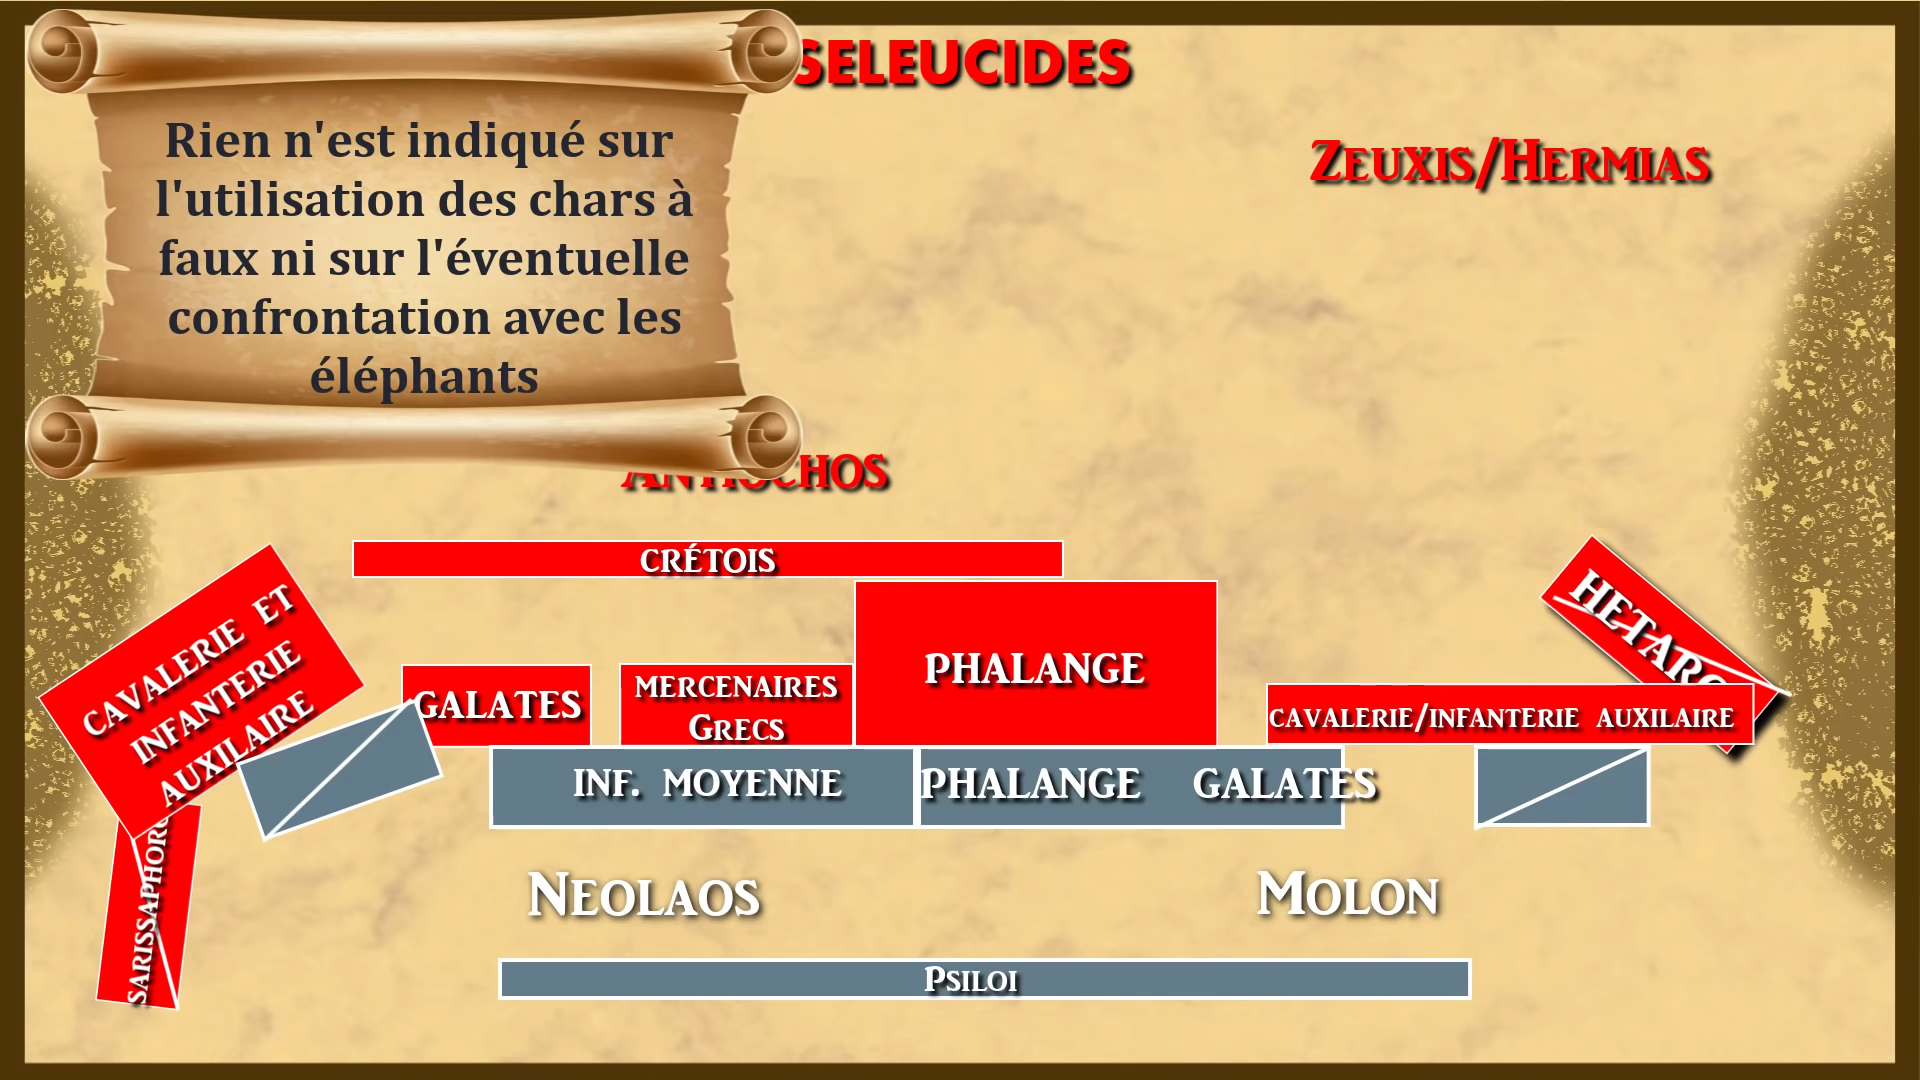 SELEUCIDES
Rien n'est indiqué sur
l'utilisation des chars à
faux ni sur l'éventuelle
confrontation avec les
éléphants
ZEUXIS/HERMIAS
ANTIOCHOS
CRÉTOIS
CAVALERIE ET
INFANTERIE
AUXILAIRE
GALATES
MERCENAIRES
GRECS
PHALANGE
CAVALERIE/INFANTERIE AUXILAIRE
INF. MOYENNE
PHALANGE GALATES
NEOLAOS
MOLON
PSILOI